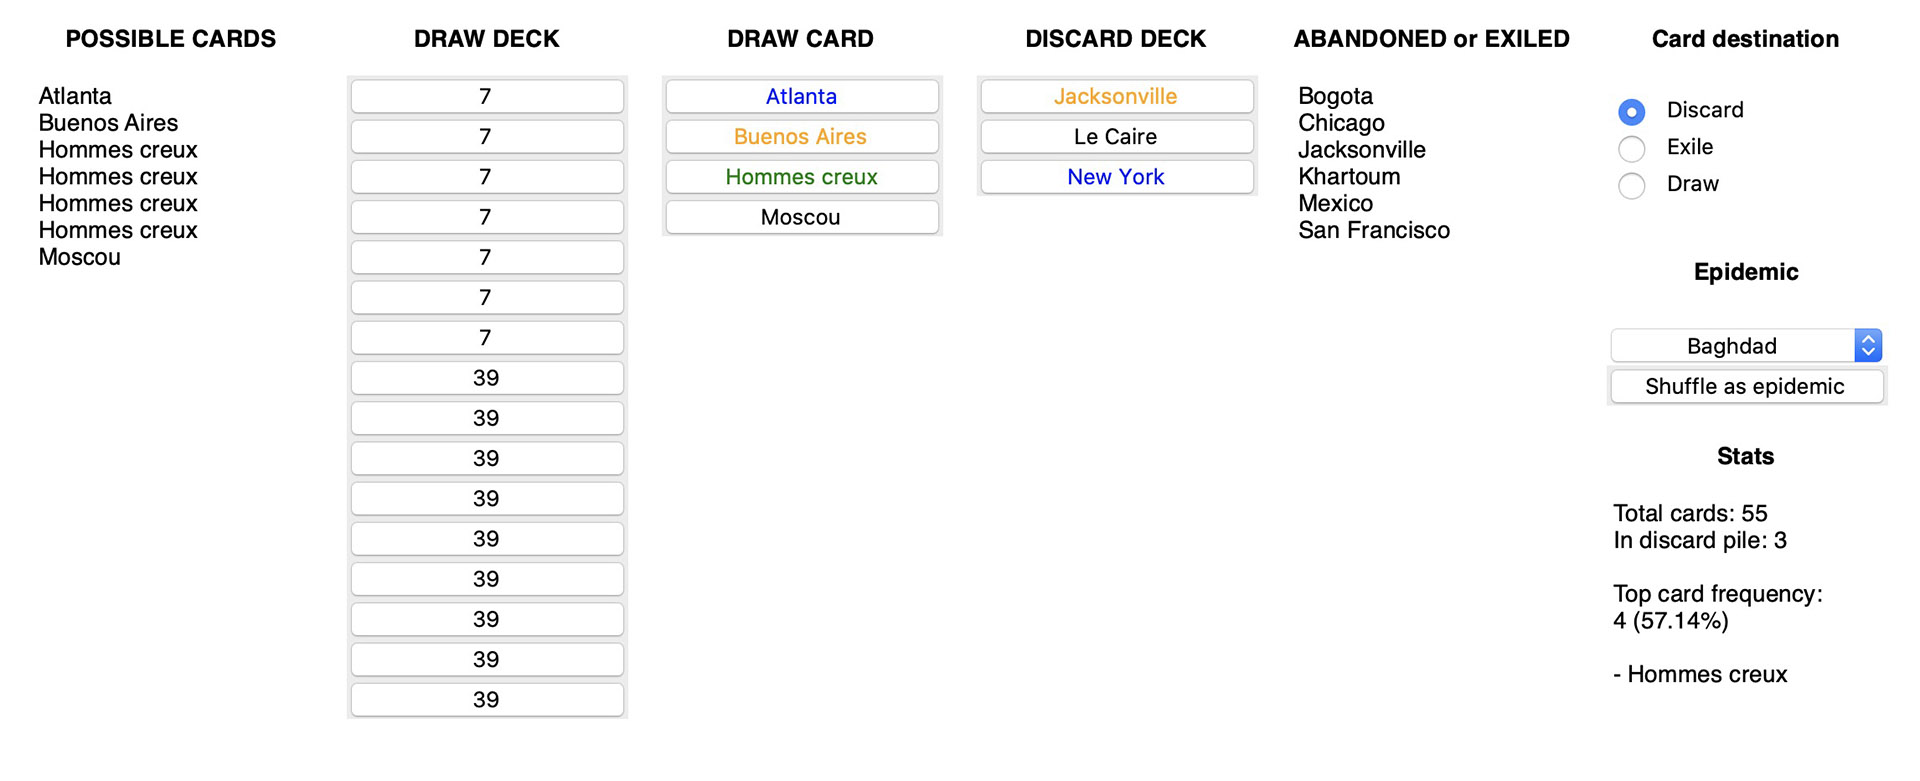 POSSIBLE CARDS
Atlanta
Buenos Aires
Hommes creux
Hommes creux
Hommes creux
Hommes creux
Moscou
DRAW DECK
7
7
7
7
7
7
7
39
39
39
39
39
39
39
39
39
DRAW CARD
Atlanta
Buenos Aires
Hommes creux
Moscou
DISCARD DECK
Jacksonville
Le Caire
New York
ABANDONED or EXILED
Bogota
Chicago
Jacksonville
Khartoum
Mexico
San Francisco
Card destination
Discard
Exile
Draw
Epidemic
Baghdad
Shuffle as epidemic
Stats
Total cards: 55
In discard pile: 3
Top card frequency:
4 (57.14%)
- Hommes creux